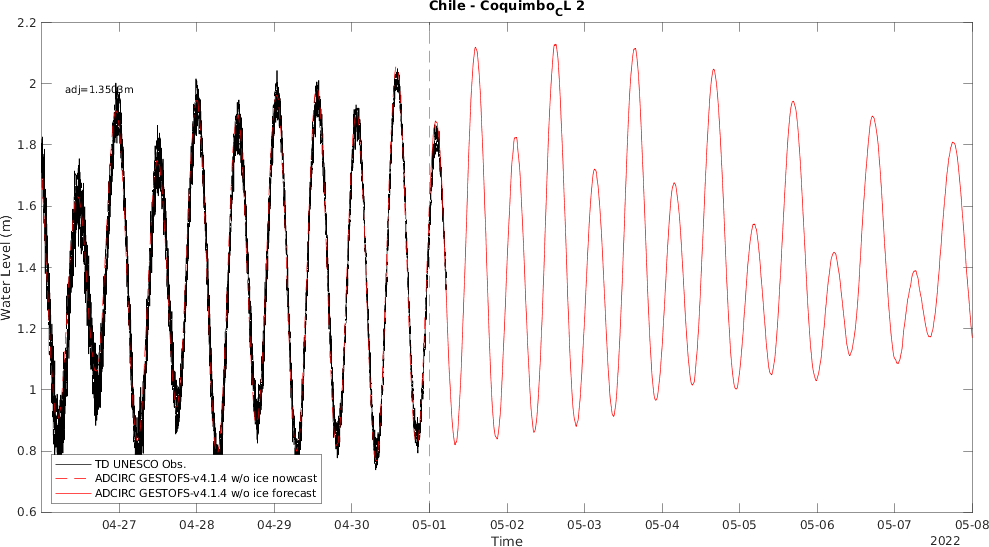 Chile - Coquimbo_CL 2
2.2
2
1.8
1.6
1.4
1.2
1
0.8
0.6
Water Level (m)
adj=1.3503m
TD UNESCO Obs.
ADCIRC GESTOFS-v4.1.4 w/o ice nowcast
ADCIRC GESTOFS-v4.1.4 w/o ice forecast
04-27 04-28 04-29 04-30 05-01 05-02 05-03 05-04 05-05 05-06 05-07 05-08
Time
2022